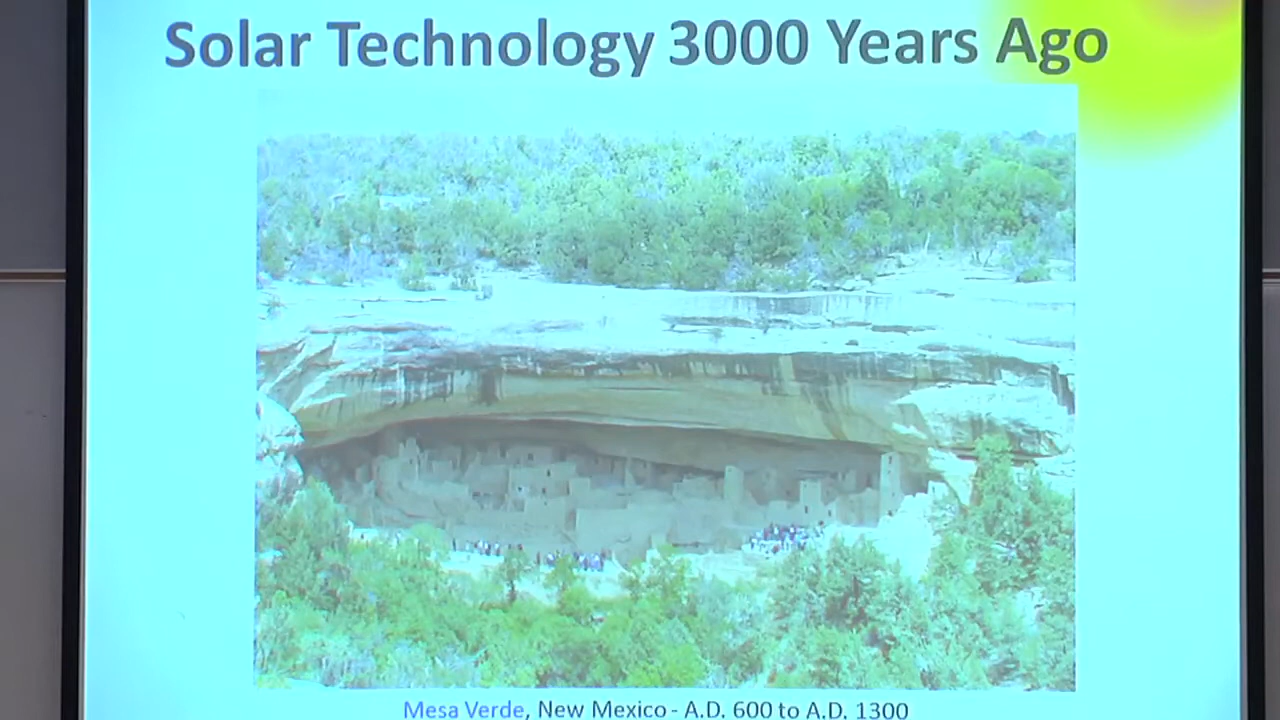 Solar Technology 3000 Years Ago
Mesa Verde, New Mexico - A.D. 600 to A.D. 1300